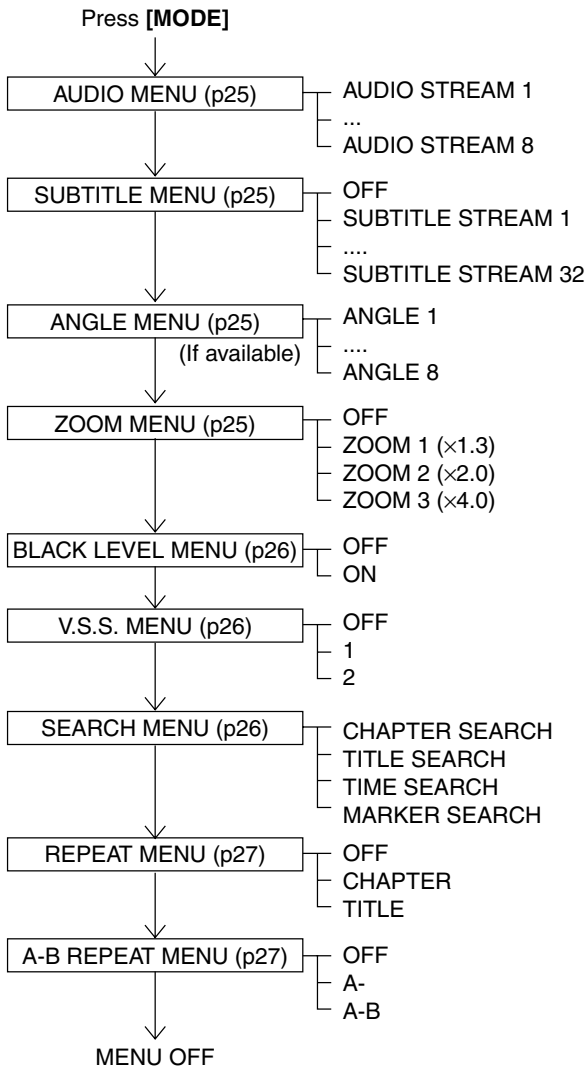 Press [MODE]
AUDIO MENU (p25)
AUDIO STREAM 1
...
AUDIO STREAM 8
SUBTITLE MENU (p25)
OFF
SUBTITLE STREAM 1
....
SUBTITLE STREAM 32
ANGLE MENU (p25)
(If available)
ANGLE 1
....
ANGLE 8
ZOOM MENU (p25)
OFF
ZOOM 1 (×1.3)
ZOOM 2 (×2.0)
ZOOM 3 (×4.0)
BLACK LEVEL MENU (p26)
OFF
ON
V.S.S. MENU (p26)
OFF
1
2
SEARCH MENU (p26)
CHAPTER SEARCH
TITLE SEARCH
TIME SEARCH
MARKER SEARCH
REPEAT MENU (p27)
OFF
CHAPTER
TITLE
A-B REPEAT MENU (p27)
OFF
A-
A-B
MENU OFF